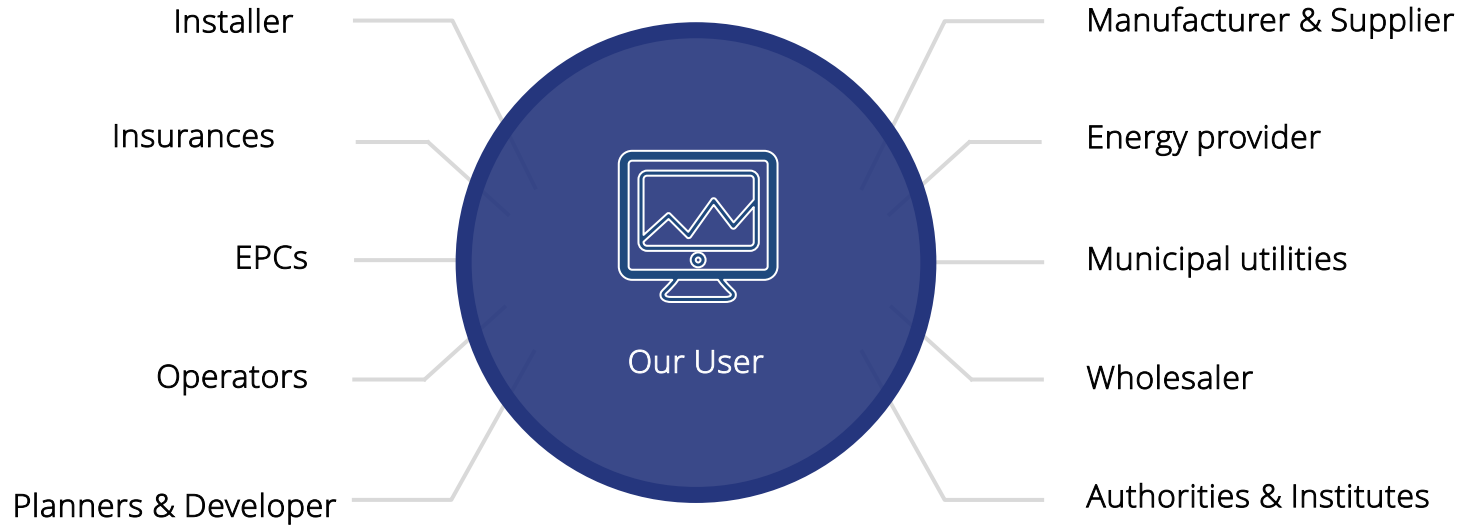 Installer
Insurances
EPCs
Operators
Planners & Developer
Our User
Manufacturer & Supplier
Energy provider
Municipal utilities
Wholesaler
Authorities & Institutes